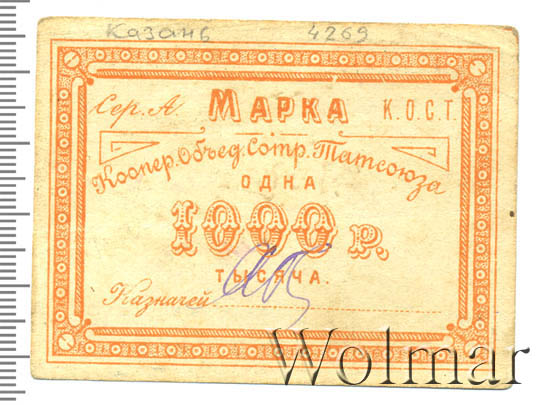 Казань 4269
Сер. А. МАРКА К.О.С.Т.
Коопер. Объед. Сотр. Татсоюза
ОДНА
1000 Р.
ТЫСЯЧА.
Казначей
Wolmar